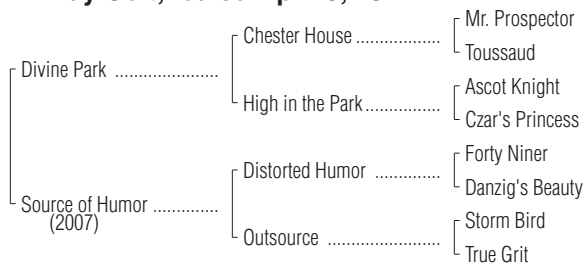 Mr. Prospector
Chester House
Toussaud
Divine Park
Ascot Knight
High in the Park
Czar's Princess
Forty Niner
Distorted Humor
Danzig's Beauty
Source of Humor
(2007)
Storm Bird
Outsource
True Grit